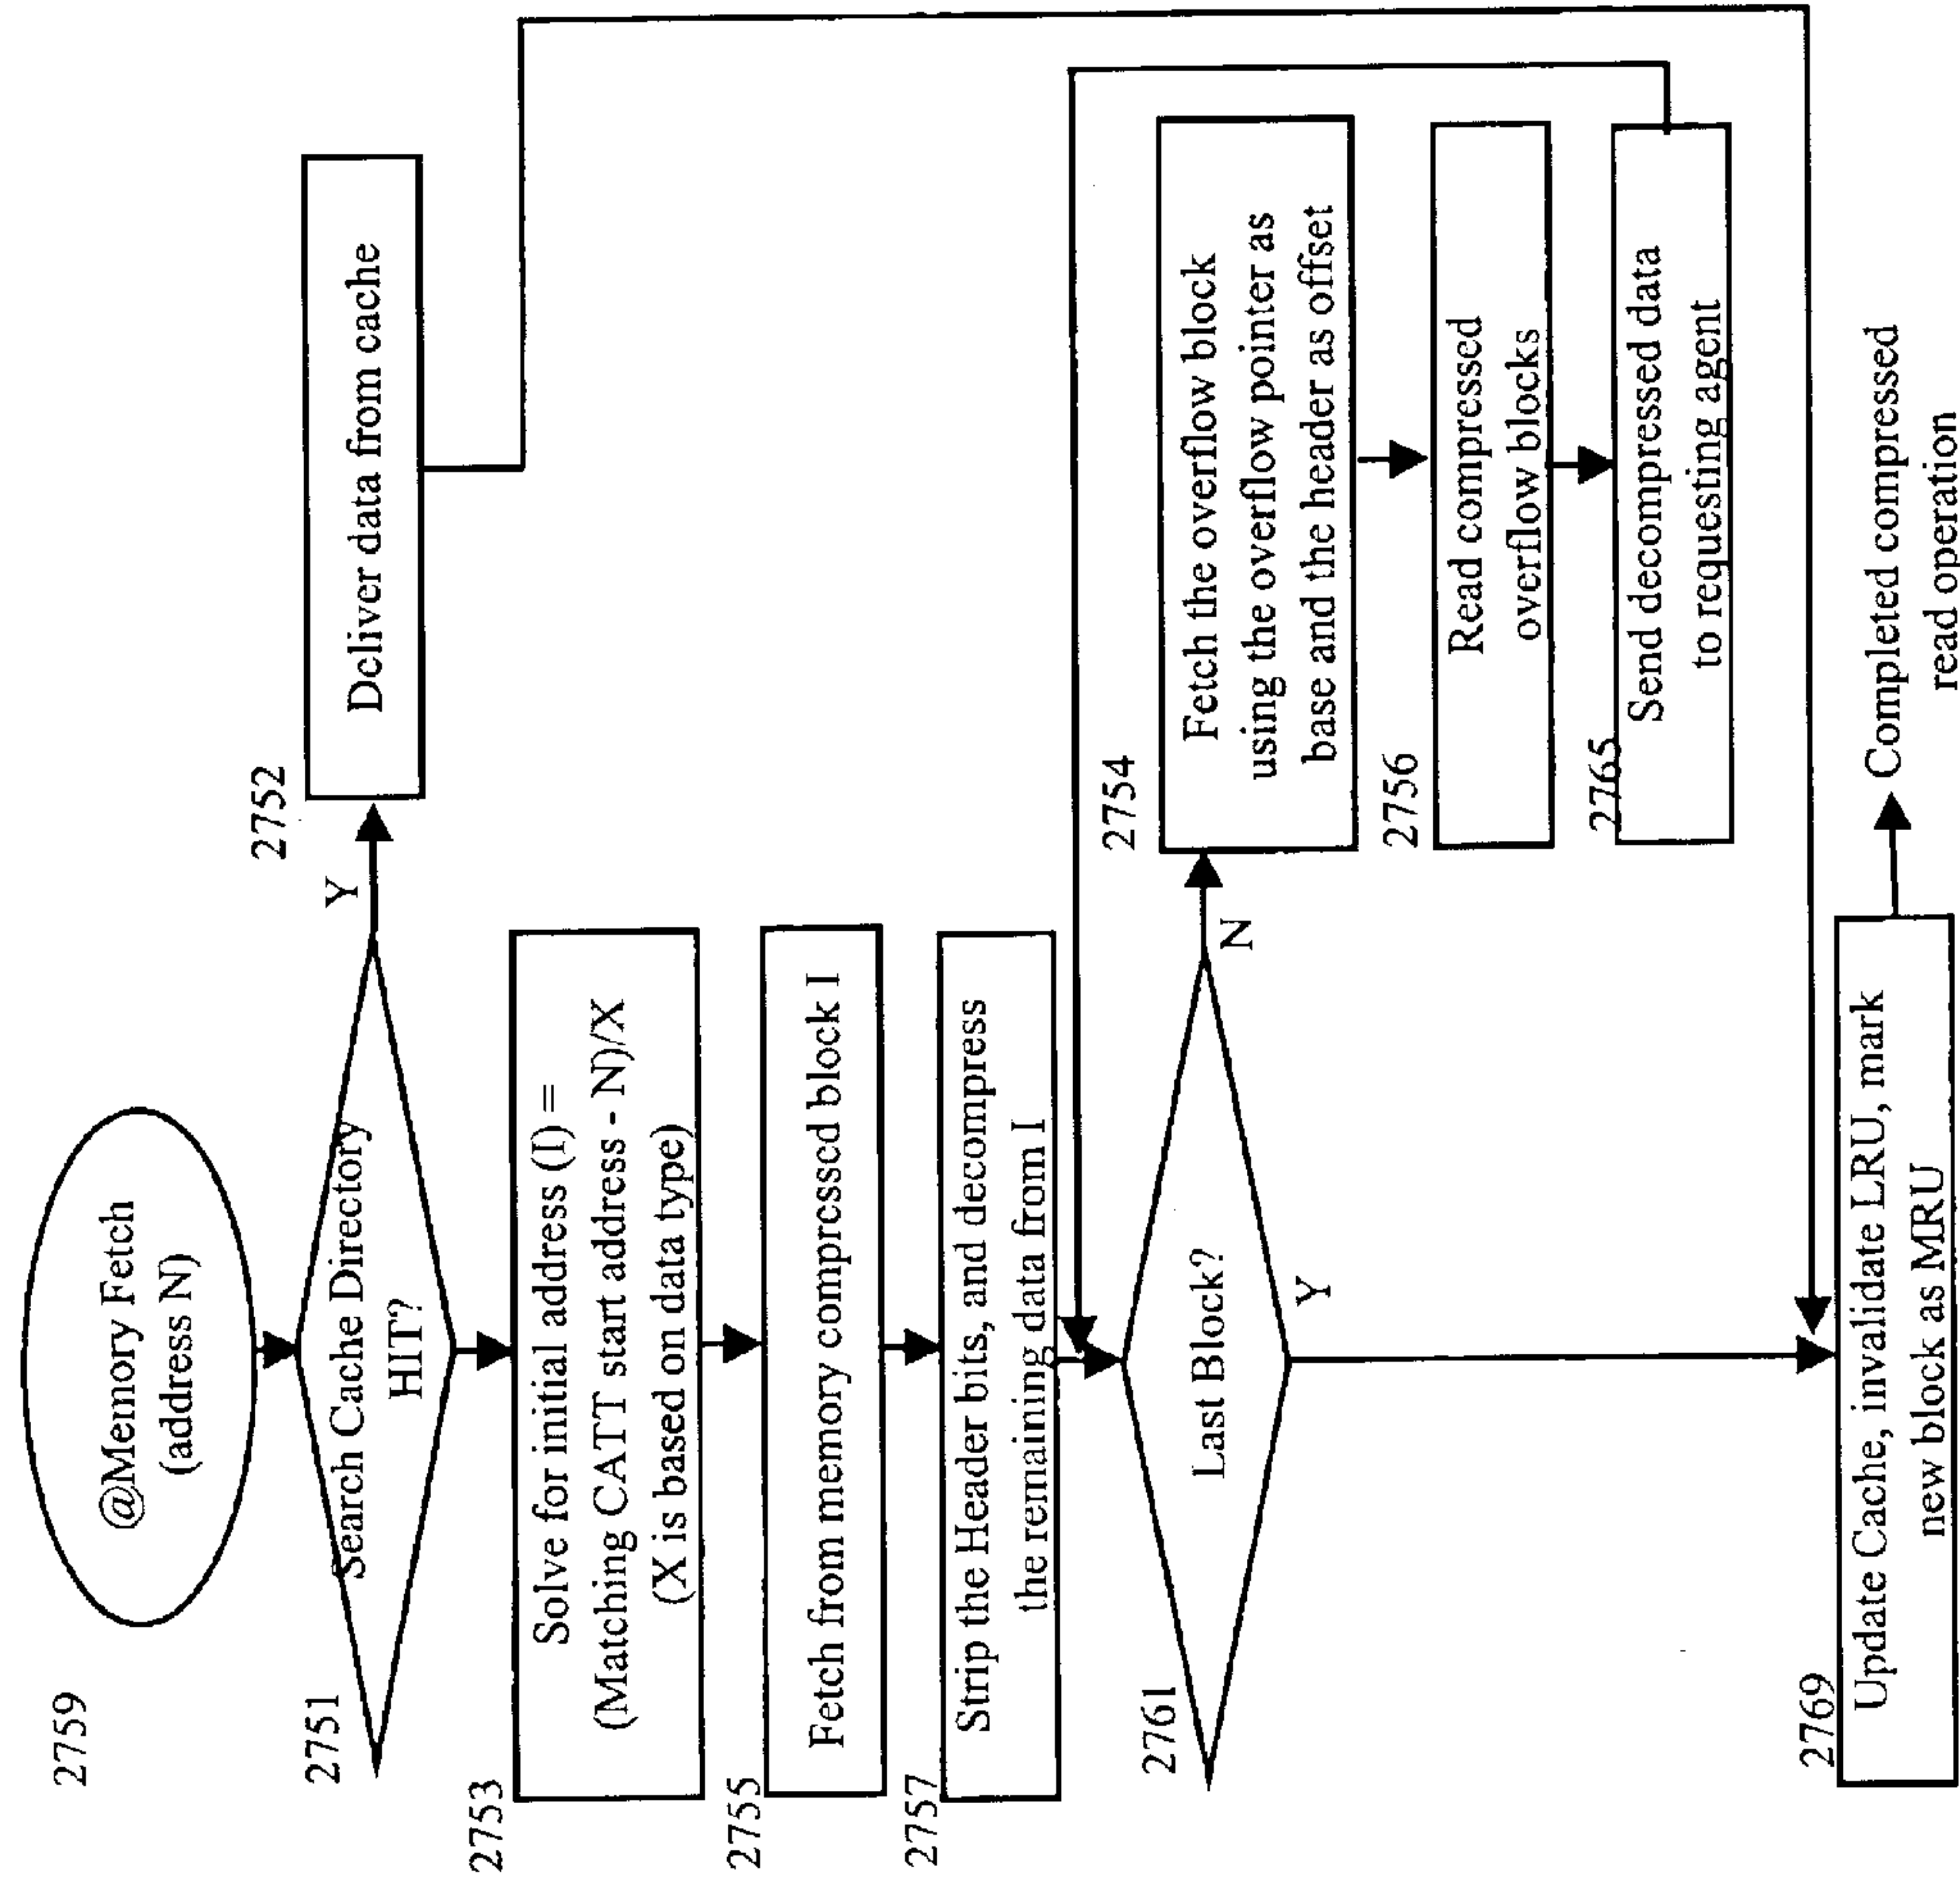 2759
@Memory Fetch
(address N)
2751
Search Cache Directory
HIT?
Y
2752
Deliver data from cache
2753
Solve for initial address (I) =
(Matching CATT start address - N)/X
(X is based on data type)
2755
Fetch from memory compressed block I
2757
Strip the Header bits, and decompress
the remaining data from I
2761
Last Block?
N
Y
2754
Fetch the overflow block
using the overflow pointer as
base and the header as offset
2756
Read compressed
overflow blocks
2765
Send decompressed data
to requesting agent
2769
Update Cache, invalidate LRU, mark
new block as MRU
Completed compressed
read operation